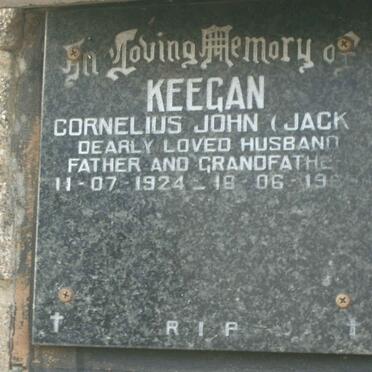 In Loving Memory of
KEEGAN
CORNELIUS JOHN (JACK
DEARLY LOVED HUSBAND
FATHER AND GRANDFATHE
11-07-1924 - 18-06-19
R I P